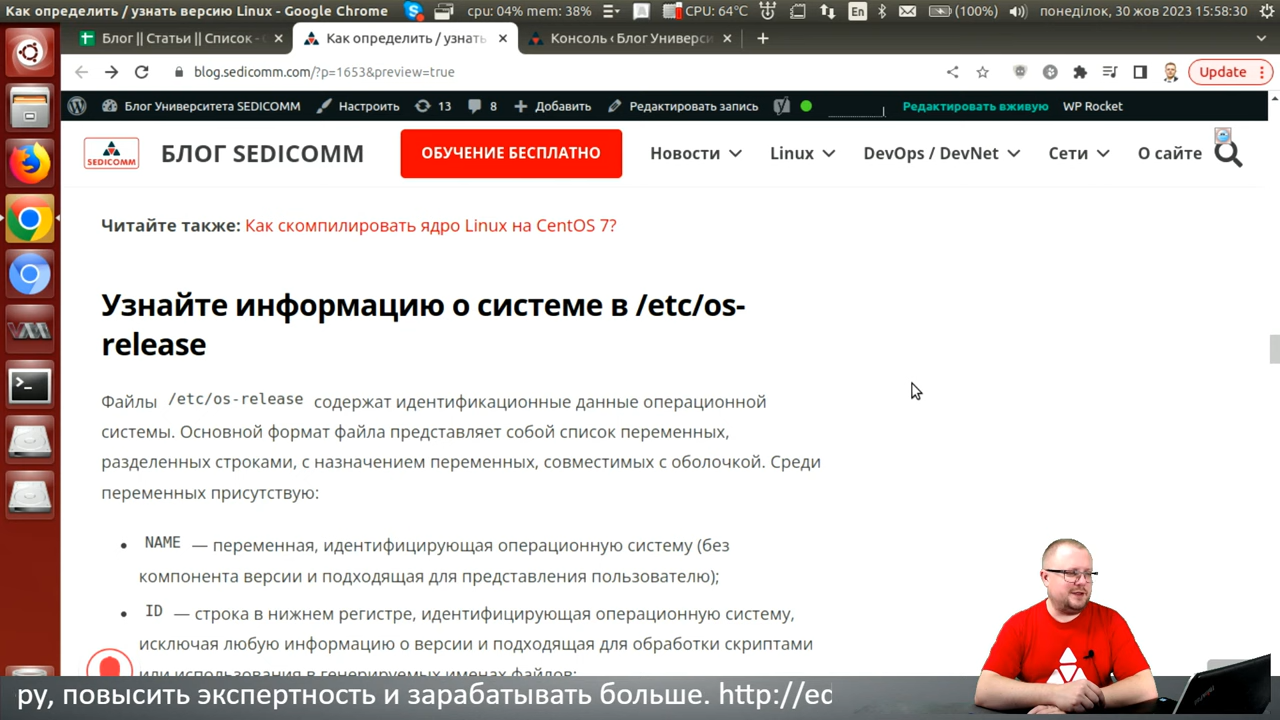 Как определить / узнать версию Linux - Google Chrome
cpu: 04% mem: 38%
CPU: 64°C
En
(100%)
понеділок, 30 жов 2023 15:58:30
Блог || Статьи || Список -
Как определить / узнать
Консоль ‹ Блог Универси
blog.sedicomm.com/?p=1653&preview=true
Update
Блог Университета SEDICOMM
Настроить
13
8
Добавить
Редактировать запись
Редактировать вживую
WP Rocket
SEDICOMM
БЛОГ SEDICOMM
ОБУЧЕНИЕ БЕСПЛАТНО
Новости
Linux
DevOps / DevNet
Сети
О сайте
Читайте также: Как скомпилировать ядро Linux на CentOS 7?
Узнайте информацию о системе в /etc/os-
release
Файлы /etc/os-release содержат идентификационные данные операционной
системы. Основной формат файла представляет собой список переменных,
разделенных строками, с назначением переменных, совместимых с оболочкой. Среди
переменных присутствую:
• NAME — переменная, идентифицирующая операционную систему (без
компонента версии и подходящая для представления пользователю);
• ID — строка в нижнем регистре, идентифицирующая операционную систему,
исключая любую информацию о версии и подходящая для обработки скриптами
или использования в генерируемых именах файлов;
ру, повысить экспертность и зарабатывать больше. http://ed